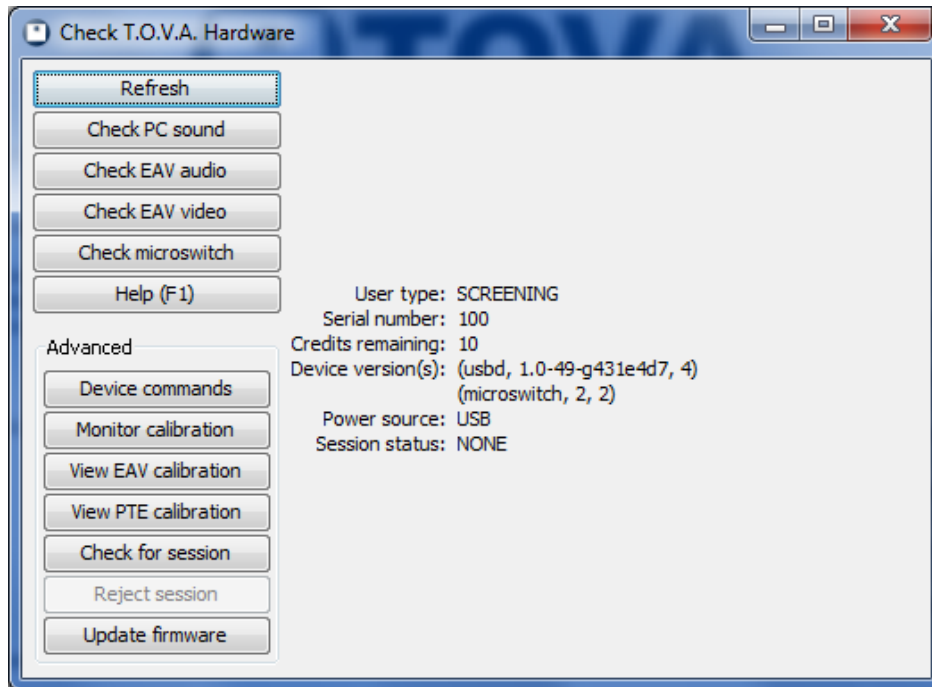 Check T.O.V.A. Hardware
TOVA
Refresh
Check PC sound
Check EAV audio
Check EAV video
Check microswitch
Help (F1)
Advanced
Device commands
Monitor calibration
View EAV calibration
View PTE calibration
Check for session
Reject session
Update firmware
User type: SCREENING
Serial number: 100
Credits remaining: 10
Device version(s): (usbd, 1.0-49-g431e4d7, 4)
(microswitch, 2, 2)
Power source: USB
Session status: NONE